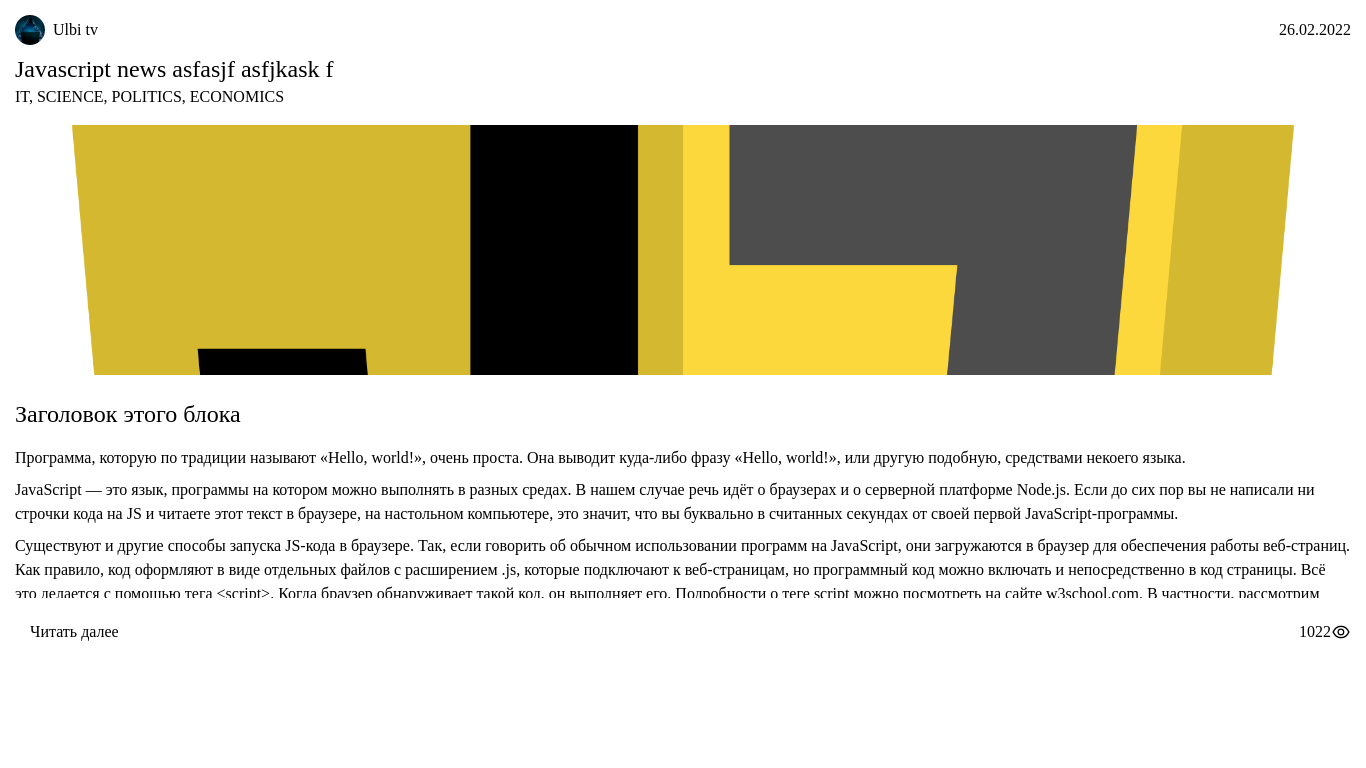 Ulbi tv
26.02.2022
Javascript news asfasjf asfjkask f
IT, SCIENCE, POLITICS, ECONOMICS
Заголовок этого блока
Программа, которую по традиции называют «Hello, world!», очень проста. Она выводит куда-либо фразу «Hello, world!», или другую подобную, средствами некоего языка.
JavaScript — это язык, программы на котором можно выполнять в разных средах. В нашем случае речь идёт о браузерах и о серверной платформе Node.js. Если до сих пор вы не написали ни
строчки кода на JS и читаете этот текст в браузере, на настольном компьютере, это значит, что вы буквально в считанных секундах от своей первой JavaScript-программы.
Существуют и другие способы запуска JS-кода в браузере. Так, если говорить об обычном использовании программ на JavaScript, они загружаются в браузер для обеспечения работы веб-страниц.
Как правило, код оформляют в виде отдельных файлов с расширением .js, которые подключают к веб-страницам, но программный код можно включать и непосредственно в код страницы. Всё
это делается с помощью тега <script>. Когда браузер обнаруживает такой код, он выполняет его. Подробности о теге script можно посмотреть на сайте w3school.com. В частности, рассмотрим
Читать далее
1022